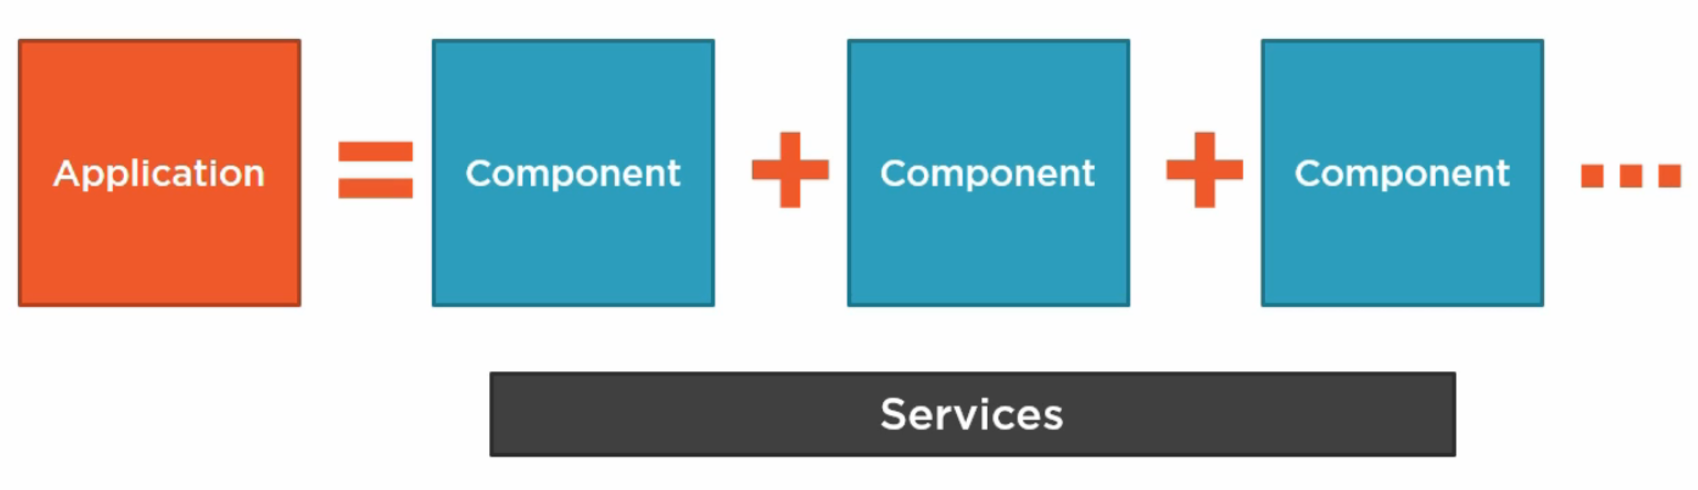 Application = Component + Component + Component ...
Services